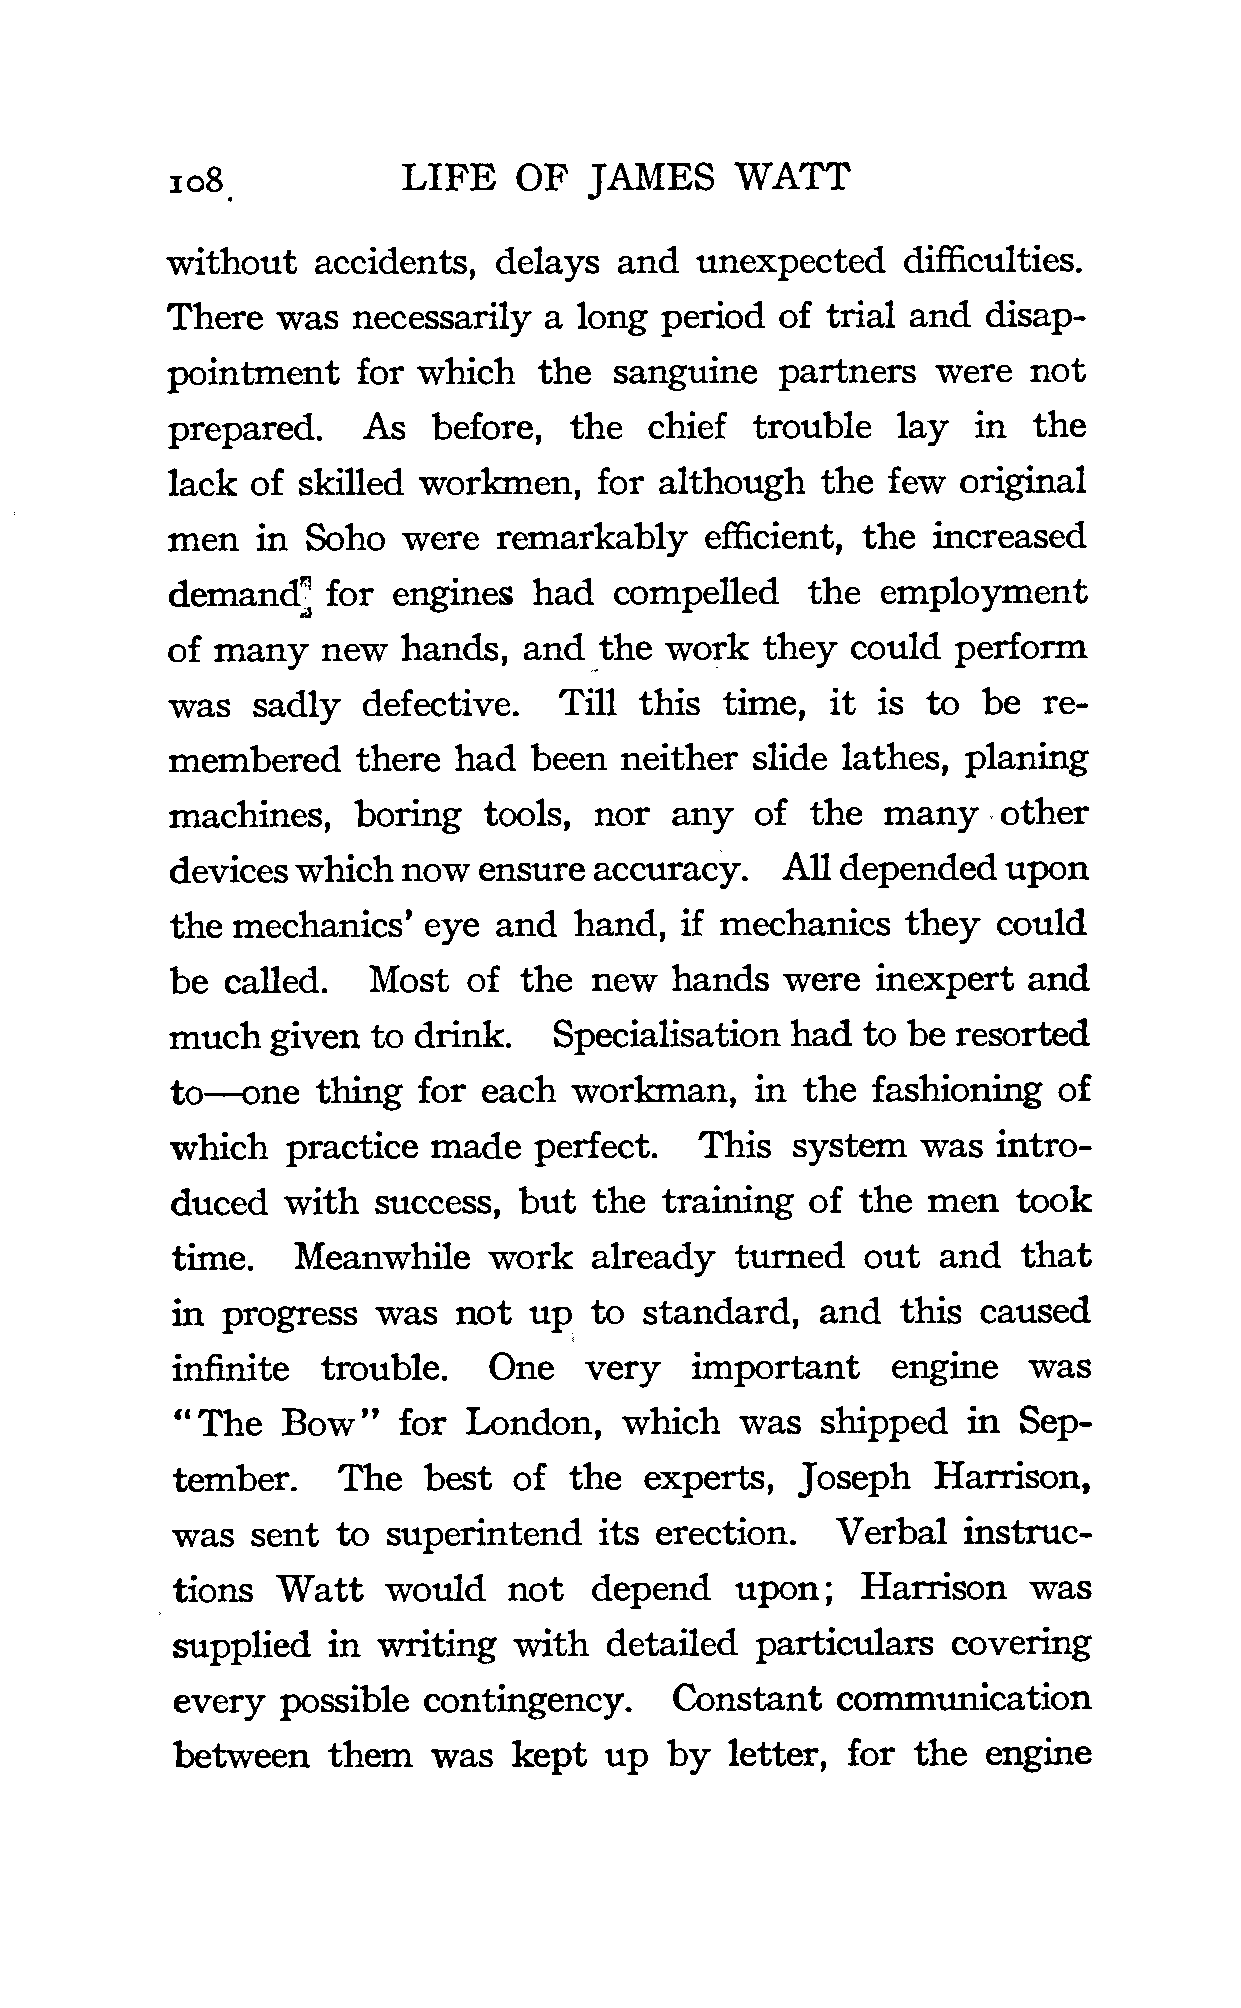 108 LIFE OF JAMES WATT
without accidents, delays and unexpected difficulties.
There was necessarily a long period of trial and disap-
pointment for which the sanguine partners were not
prepared. As before, the chief trouble lay in the
lack of skilled workmen, for although the few original
men in Soho were remarkably efficient, the increased
demand for engines had compelled the employment
of many new hands, and the work they could perform
was sadly defective. Till this time, it is to be re-
membered there had been neither slide lathes, planing
machines, boring tools, nor any of the many other
devices which now ensure accuracy. All depended upon
the mechanics' eye and hand, if mechanics they could
be called. Most of the new hands were inexpert and
much given to drink. Specialisation had to be resorted
to—one thing for each workman, in the fashioning of
which practice made perfect. This system was intro-
duced with success, but the training of the men took
time. Meanwhile work already turned out and that
in progress was not up to standard, and this caused
infinite trouble. One very important engine was
"The Bow" for London, which was shipped in Sep-
tember. The best of the experts, Joseph Harrison,
was sent to superintend its erection. Verbal instruc-
tions Watt would not depend upon; Harrison was
supplied in writing with detailed particulars covering
every possible contingency. Constant communication
between them was kept up by letter, for the engine